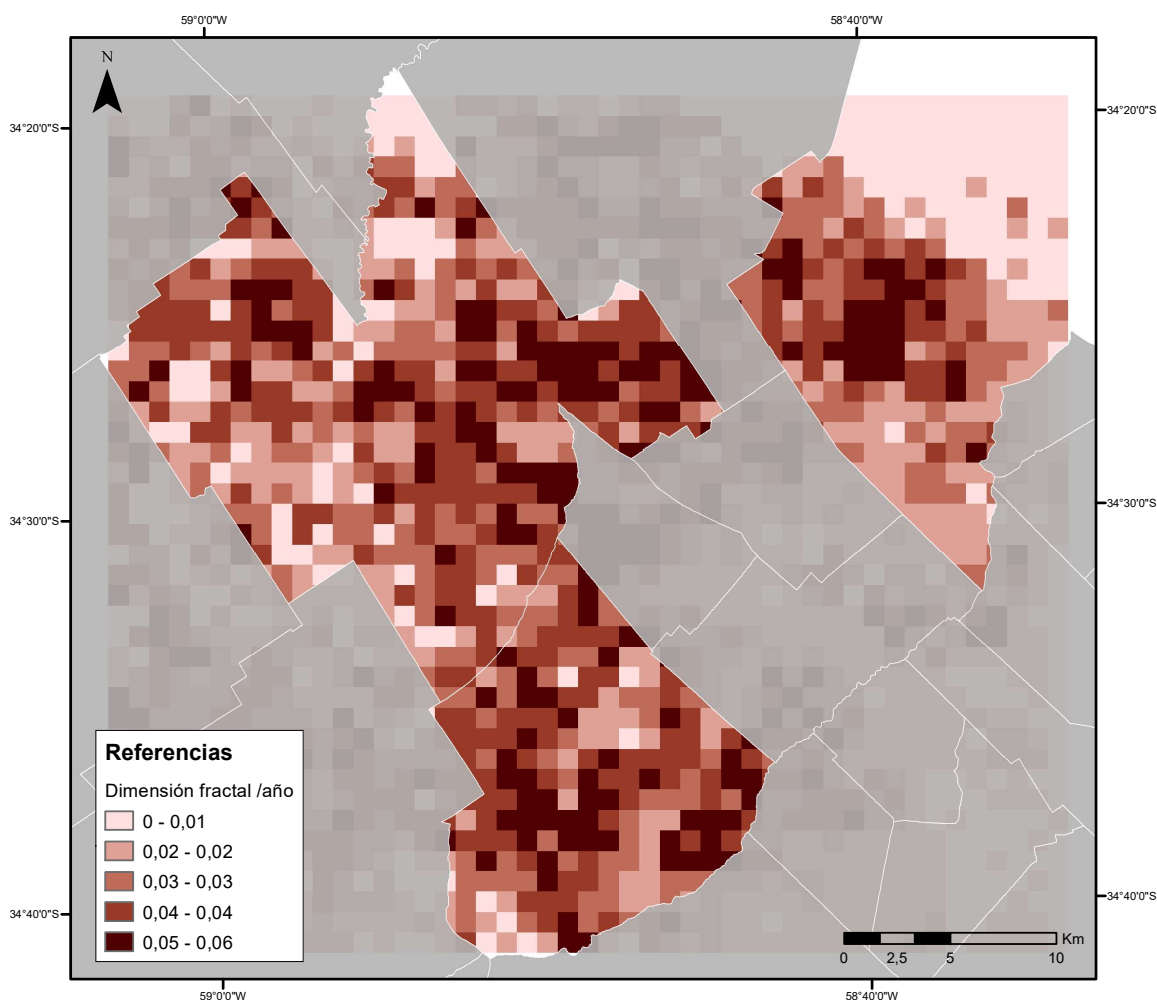 59°0'0"W 58°40'0"W
N
34°20'0"S 34°20'0"S
34°30'0"S 34°30'0"S
Referencias
Dimensión fractal /año
0 - 0,01
0,02 - 0,02
0,03 - 0,03
0,04 - 0,04
0,05 - 0,06
34°40'0"S 34°40'0"S
Km
0 2,5 5 10
59°0'0"W 58°40'0"W